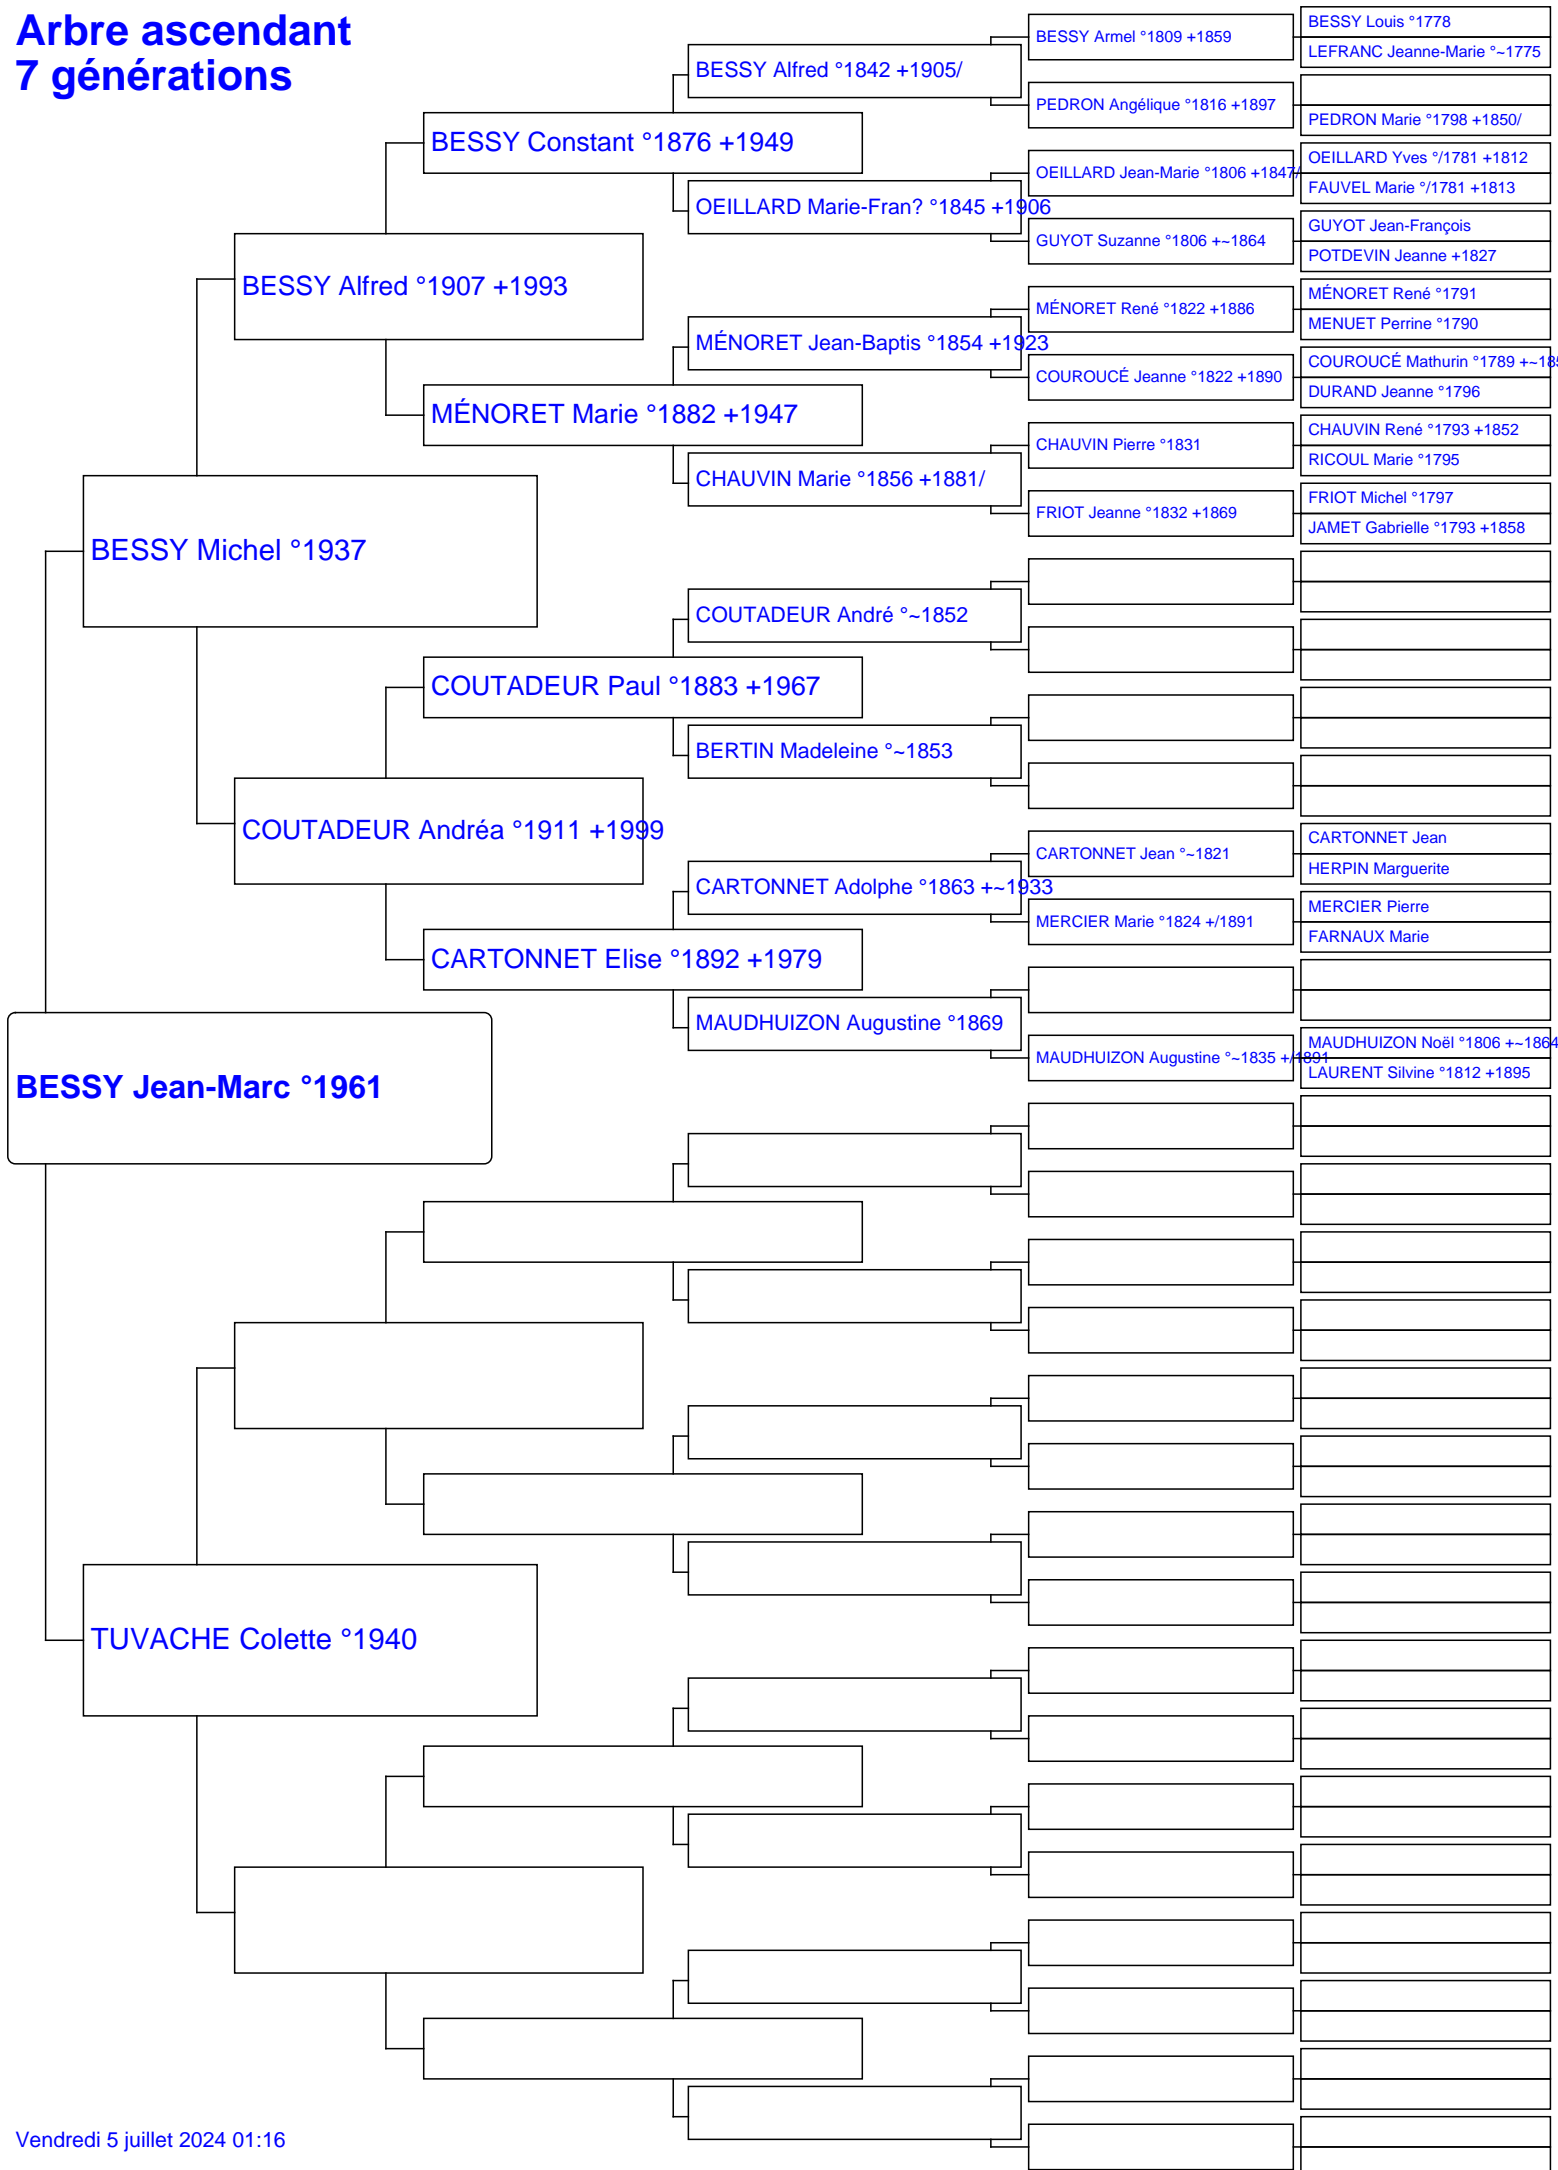 Arbre ascendant
7 générations
BESSY Jean-Marc °1961
BESSY Michel °1937
TUVACHE Colette °1940
BESSY Alfred °1907 +1993
COUTADEUR Andréa °1911 +1999
BESSY Constant °1876 +1949
MÉNORET Marie °1882 +1947
COUTADEUR Paul °1883 +1967
CARTONNET Elise °1892 +1979
BESSY Alfred °1842 +1905/
OEILLARD Marie-Fran? °1845 +1906
MÉNORET Jean-Baptis °1854 +1923
CHAUVIN Marie °1856 +1881/
COUTADEUR André °~1852
BERTIN Madeleine °~1853
CARTONNET Adolphe °1863 +~1933
MAUDHUIZON Augustine °1869
BESSY Armel °1809 +1859
PEDRON Angélique °1816 +1897
OEILLARD Jean-Marie °1806 +1847/
GUYOT Suzanne °1806 +~1864
MÉNORET René °1822 +1886
COUROUCÉ Jeanne °1822 +1890
CHAUVIN Pierre °1831
FRIOT Jeanne °1832 +1869
CARTONNET Jean °~1821
MERCIER Marie °1824 +/1891
MAUDHUIZON Augustine °~1835 +/1891
BESSY Louis °1778
LEFRANC Jeanne-Marie °~1775
PEDRON Marie °1798 +1850/
OEILLARD Yves °/1781 +1812
FAUVEL Marie °/1781 +1813
GUYOT Jean-François
POTDEVIN Jeanne +1827
MÉNORET René °1791
MENUET Perrine °1790
COUROUCÉ Mathurin °1789 +~185
DURAND Jeanne °1796
CHAUVIN René °1793 +1852
RICOUL Marie °1795
FRIOT Michel °1797
JAMET Gabrielle °1793 +1858
CARTONNET Jean
HERPIN Marguerite
MERCIER Pierre
FARNAUX Marie
MAUDHUIZON Noël °1806 +~1864
LAURENT Silvine °1812 +1895
Vendredi 5 juillet 2024 01:16